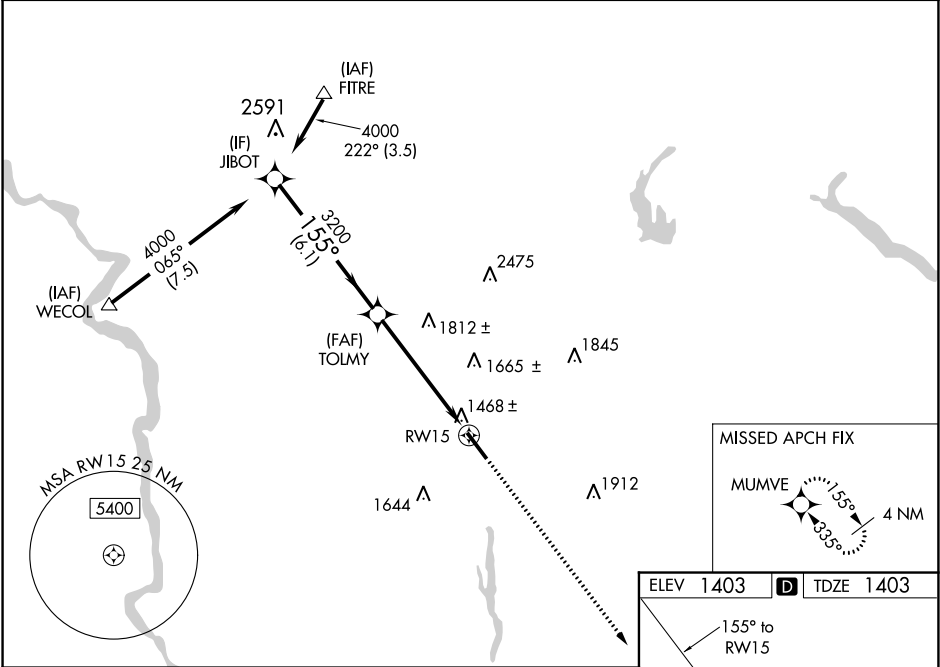 (IAF)
FITRE
2591
4000
222° (3.5)
(IF)
JIBOT
3200
155°
(6.1)
4000
065°
(7.5)
(IAF)
WECOL
2475
(FAF)
TOLMY
1812 ±
1665 ±
1845
1468 ±
RW15
1644
1912
MSA RW15 25 NM
5400
MISSED APCH FIX
MUMVE
155°
335°
4 NM
ELEV 1403 D TDZE 1403
155° to
RW15